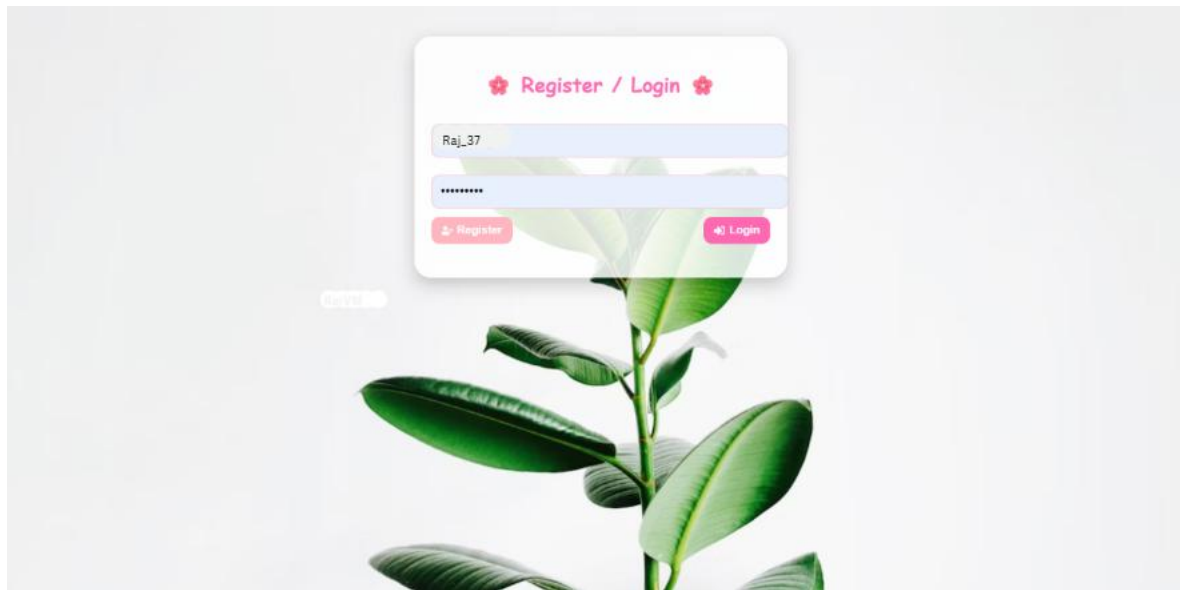 Register / Login
Raj_37
•••••••••
Register
Login